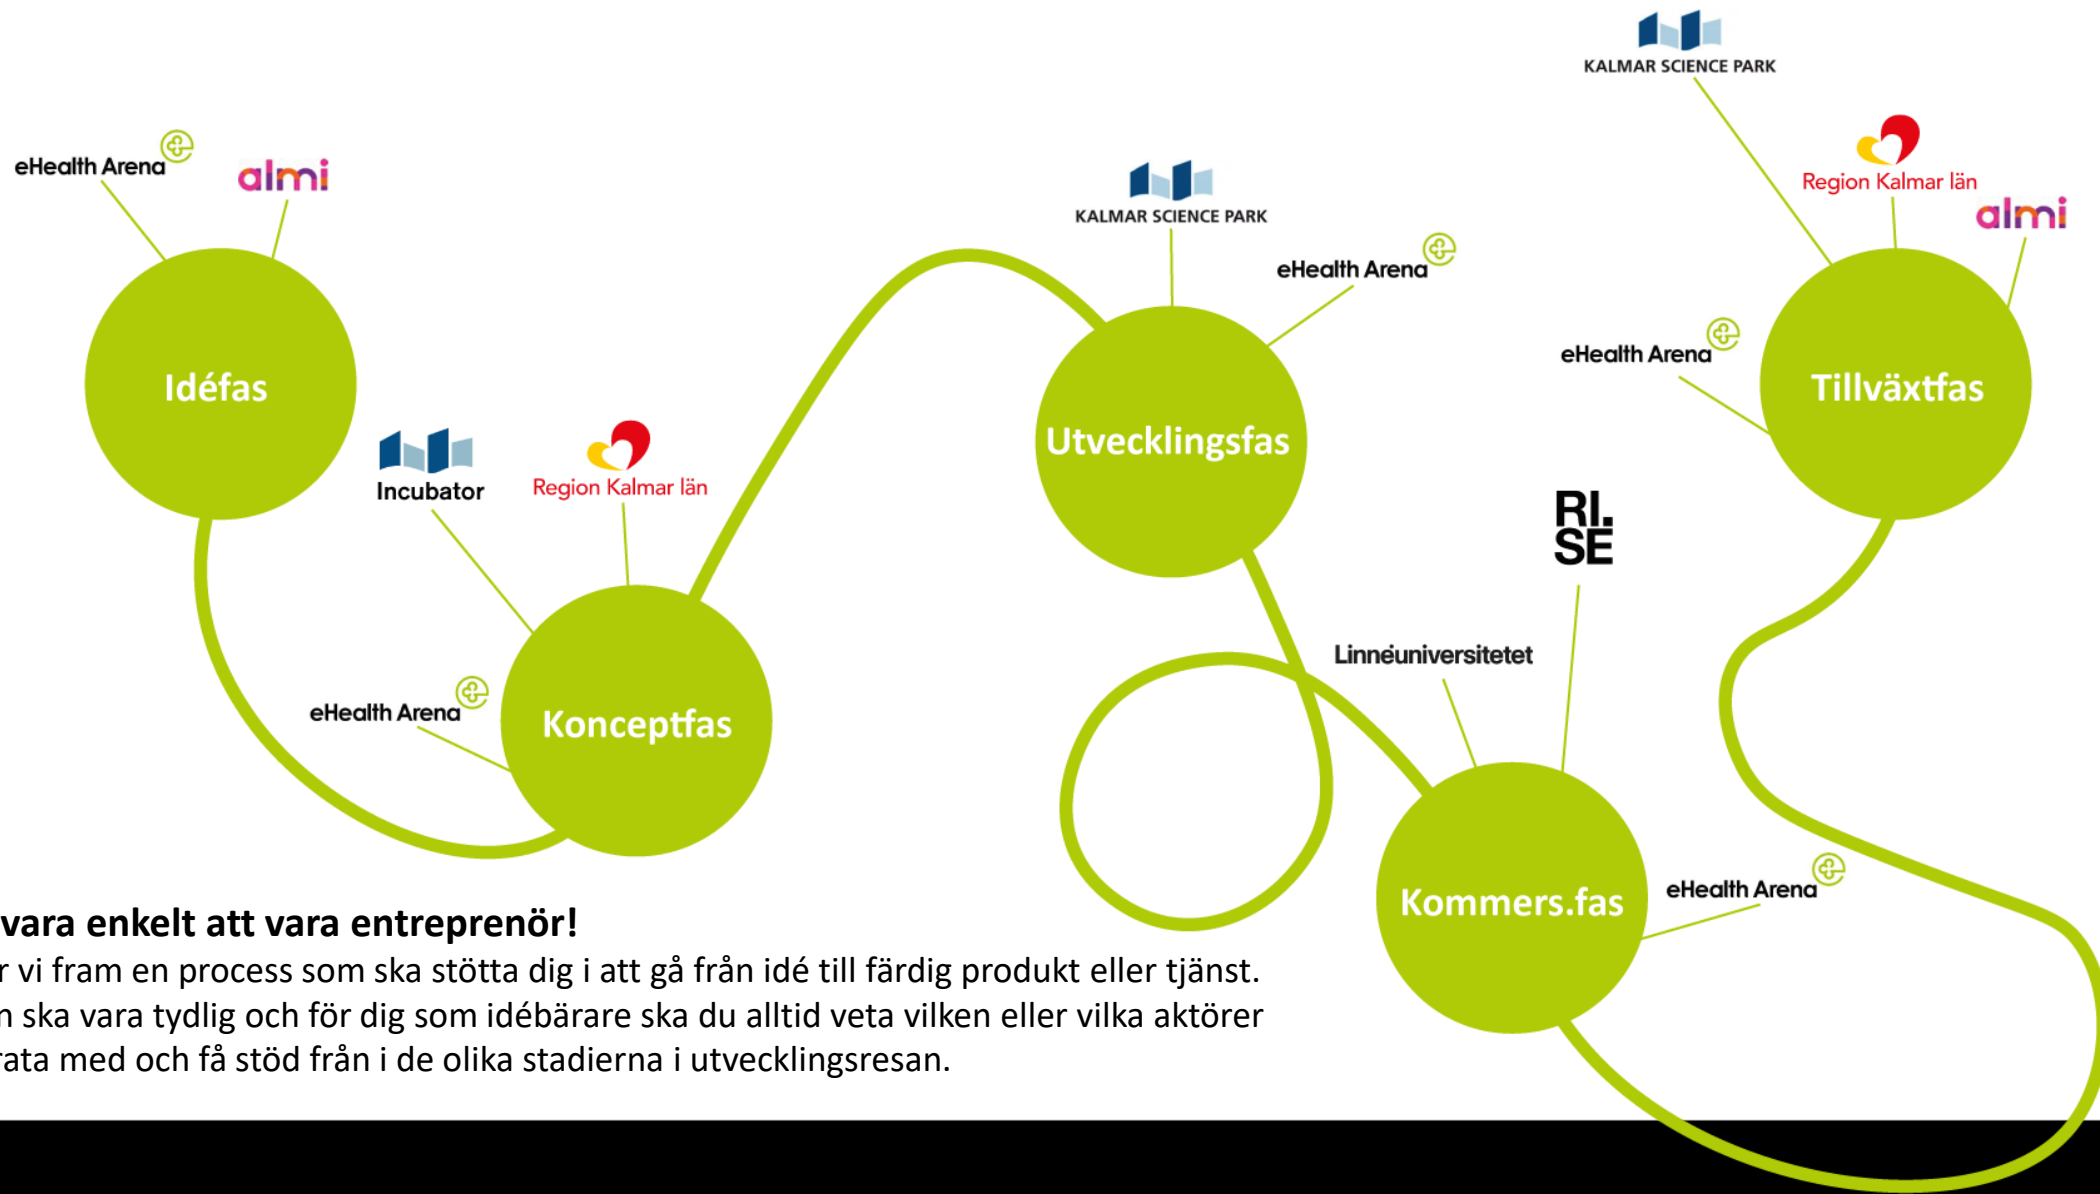 KALMAR SCIENCE PARK
eHealth Arena
almi
Region Kalmar län
almi
KALMAR SCIENCE PARK
eHealth Arena
eHealth Arena
Idéfas
Tillväxtfas
Utvecklingsfas
Incubator
Region Kalmar län
RI.
SE
Linnéuniversitetet
eHealth Arena
Konceptfas
Kommers.fas
eHealth Arena
vara enkelt att vara entreprenör!
r vi fram en process som ska stötta dig i att gå från idé till färdig produkt eller tjänst.
n ska vara tydlig och för dig som idébärare ska du alltid veta vilken eller vilka aktörer
rata med och få stöd från i de olika stadierna i utvecklingsresan.